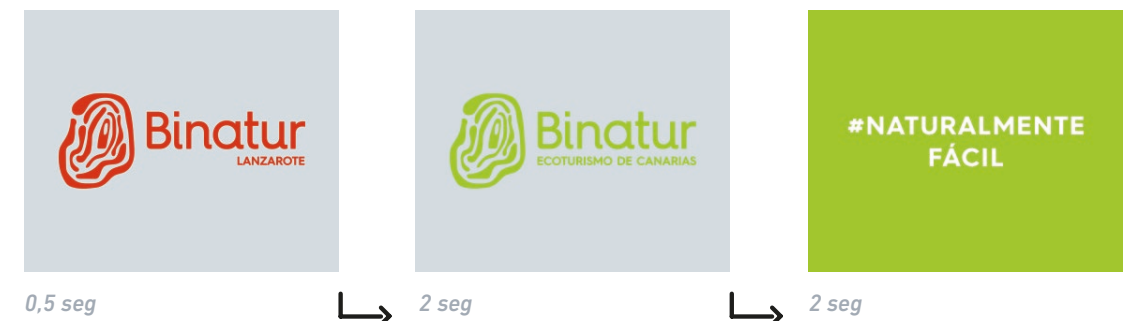 Binatur
LANZAROTE
Binatur
ECOTURISMO DE CANARIAS
#NATURALMENTE
FÁCIL
0,5 seg
2 seg
2 seg